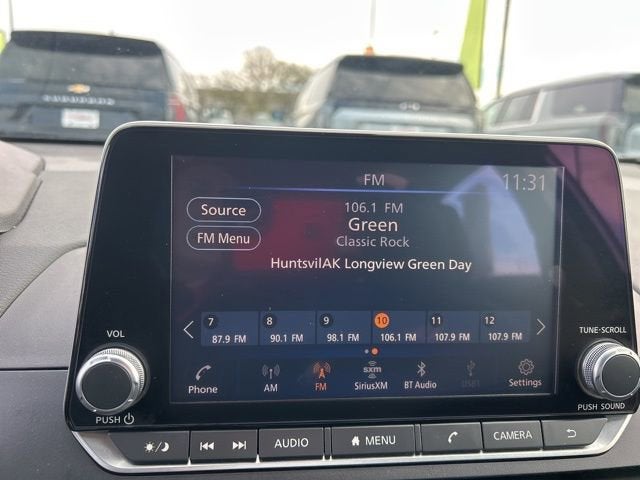 FM 11:31
Source
106.1 FM
Green
FM Menu
Classic Rock
HuntsvilAK Longview Green Day
7 8 9 10 11 12
87.9 FM 90.1 FM 98.1 FM 106.1 FM 107.9 FM 107.9 FM
VOL
TUNE·SCROLL
Phone AM FM sxm SiriusXM BT Audio USB1 Settings
PUSH
PUSH SOUND
AUDIO MENU CAMERA